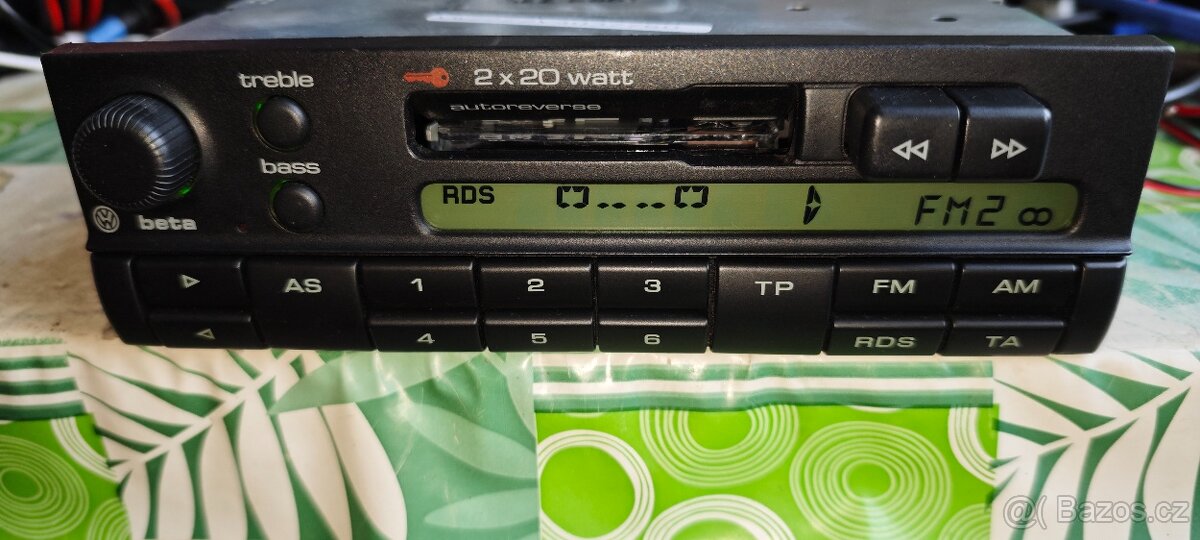 treble
2 x 20 watt
autoreverse
bass
RDS
FM2
beta
AS
1
2
3
TP
FM
AM
4
5
6
RDS
TA
@( Bazos.cz